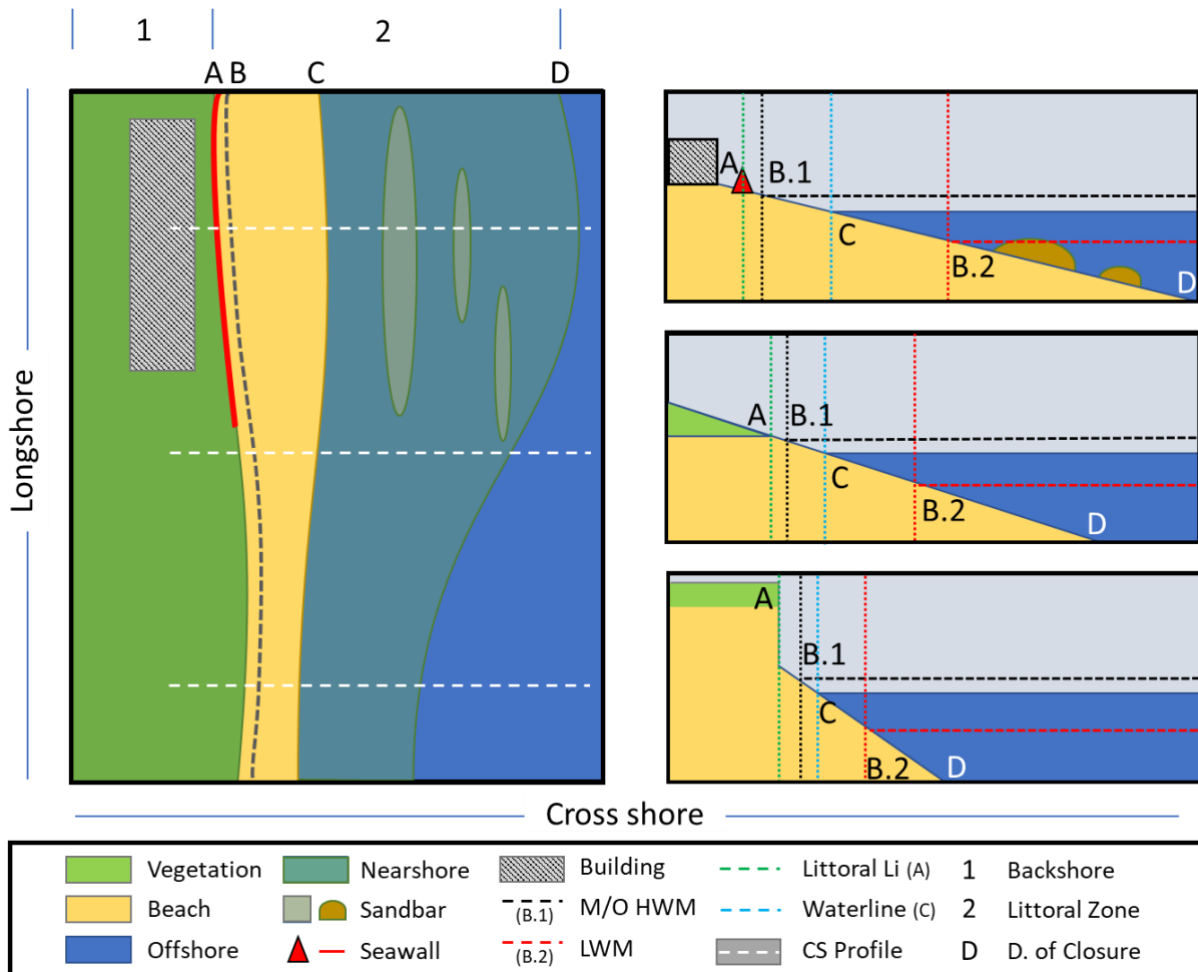 1 2
A B C D
Longshore
A B.1 C B.2 D
A B.1 C B.2 D
A B.1 C B.2 D
Cross shore
Vegetation Nearshore Building Littoral Li (A) 1 Backshore
Beach Sandbar (B.1) M/O HWM Waterline (C) 2 Littoral Zone
Offshore Seawall (B.2) LWM CS Profile D D. of Closure